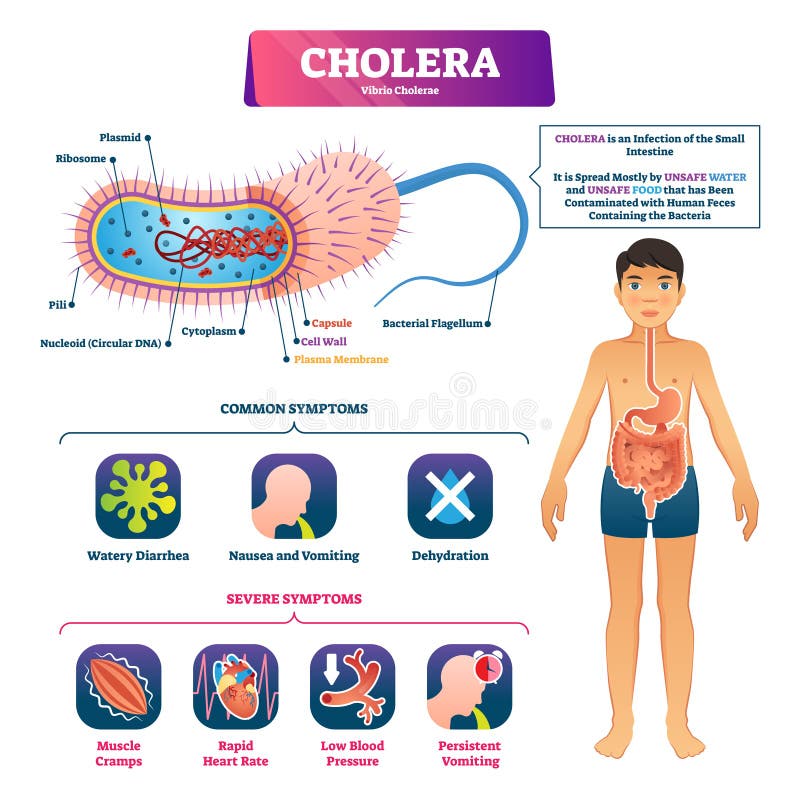 CHOLERA
Vibrio Cholerae
CHOLERA is an Infection of the Small
Intestine
It is Spread Mostly by UNSAFE WATER
and UNSAFE FOOD that has Been
Contaminated with Human Feces
Containing the Bacteria
Plasmid
Ribosome
Pili
Nucleoid (Circular DNA)
Cytoplasm
Capsule
Cell Wall
Plasma Membrane
Bacterial Flagellum
dreamstime
COMMON SYMPTOMS
Watery Diarrhea
Nausea and Vomiting
Dehydration
SEVERE SYMPTOMS
Muscle
Cramps
Rapid
Heart Rate
Low Blood
Pressure
Persistent
Vomiting